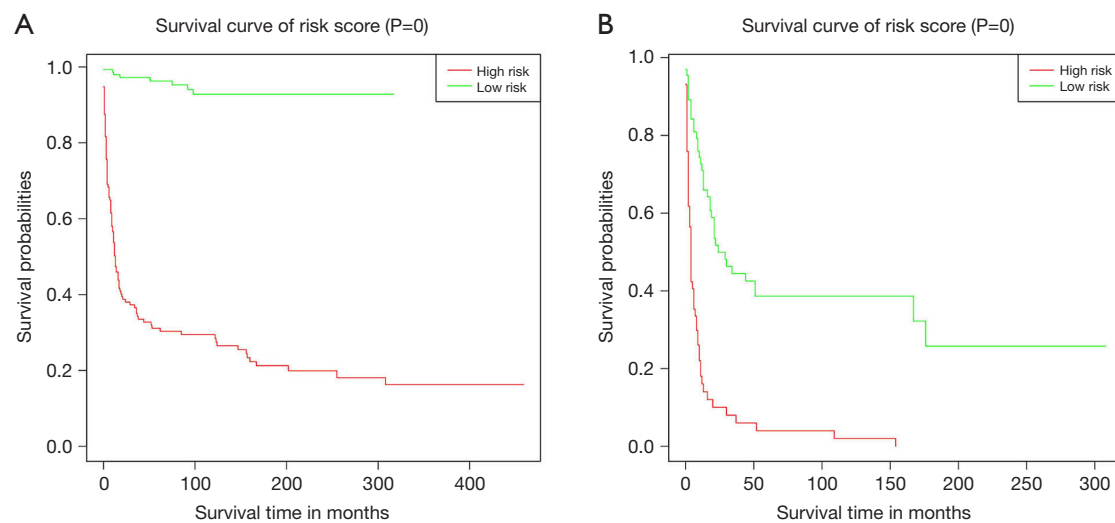 A
Survival curve of risk score (P=0)
High risk
Low risk
1.0
0.8
0.6
0.4
0.2
0.0
Survival probabilities
0 100 200 300 400
Survival time in months
B
Survival curve of risk score (P=0)
High risk
Low risk
1.0
0.8
0.6
0.4
0.2
0.0
Survival probabilities
0 50 100 150 200 250 300
Survival time in months